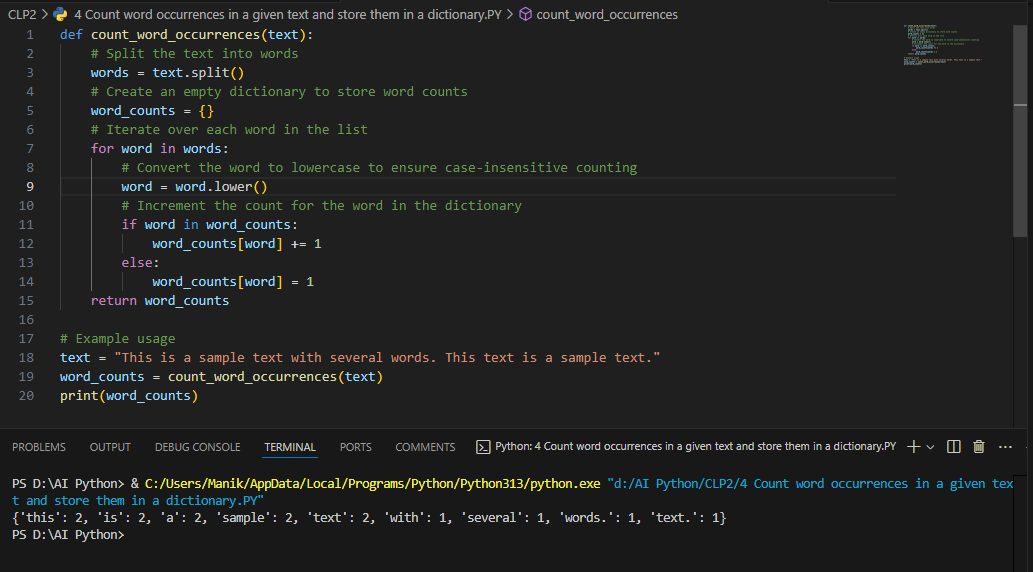 CLP2 > 4 Count word occurrences in a given text and store them in a dictionary.PY > count_word_occurrences
1 def count_word_occurrences(text):
2     # Split the text into words
3     words = text.split()
4     # Create an empty dictionary to store word counts
5     word_counts = {}
6     # Iterate over each word in the list
7     for word in words:
8         # Convert the word to lowercase to ensure case-insensitive counting
9         word = word.lower()
10         # Increment the count for the word in the dictionary
11         if word in word_counts:
12             word_counts[word] += 1
13         else:
14             word_counts[word] = 1
15     return word_counts
16
17 # Example usage
18 text = "This is a sample text with several words. This text is a sample text."
19 word_counts = count_word_occurrences(text)
20 print(word_counts)
PROBLEMS OUTPUT DEBUG CONSOLE TERMINAL PORTS COMMENTS Python: 4 Count word occurrences in a given text and store them in a dictionary.PY
PS D:\AI Python> & C:/Users/Manik/AppData/Local/Programs/Python/Python313/python.exe "d:/AI Python/CLP2/4 Count word occurrences in a given tex
t and store them in a dictionary.PY"
{'this': 2, 'is': 2, 'a': 2, 'sample': 2, 'text': 2, 'with': 1, 'several': 1, 'words.': 1, 'text.': 1}
PS D:\AI Python>